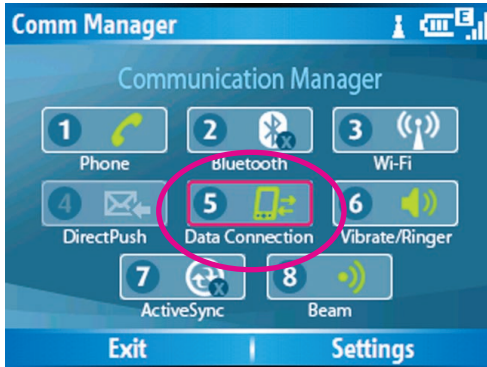 Comm Manager E
Communication Manager
1 2 3
Phone Bluetooth Wi-Fi
4 5 6
DirectPush Data Connection Vibrate/Ringer
7 8
ActiveSync Beam
Exit Settings